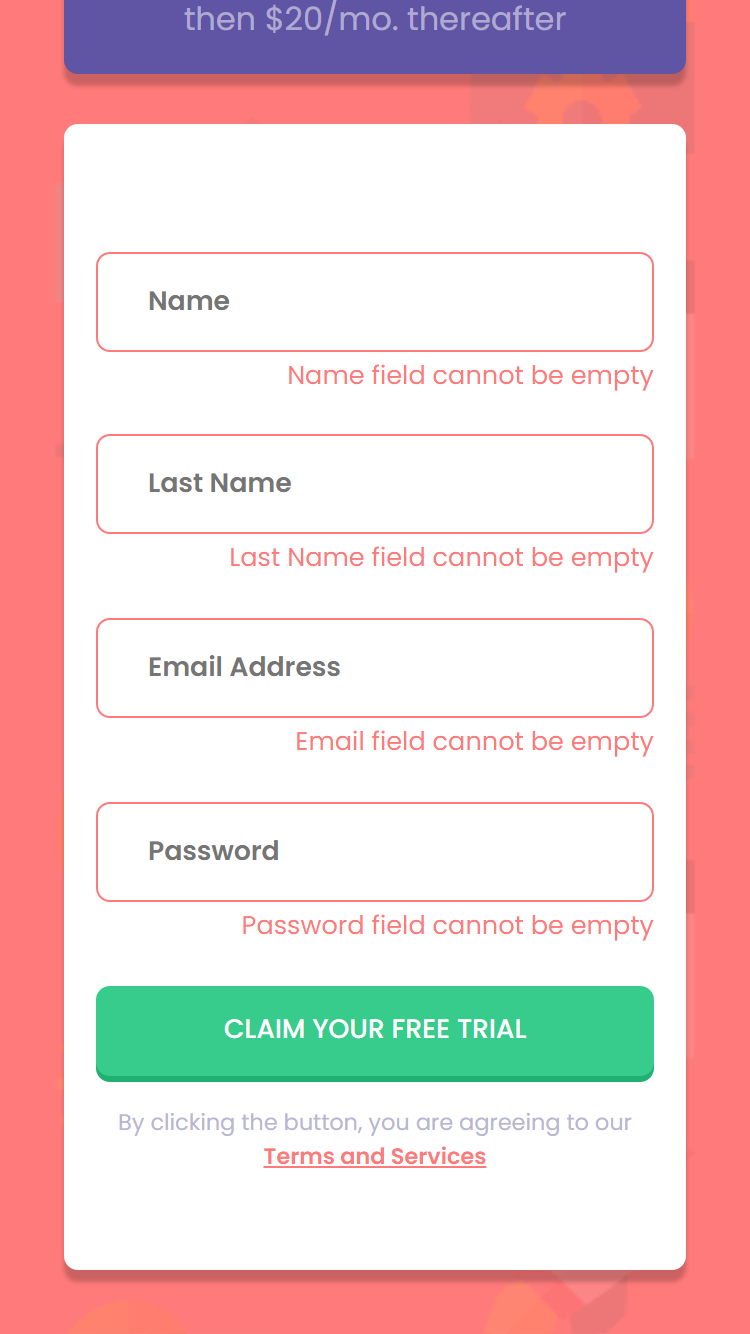 then $20/mo. thereafter
Name
Name field cannot be empty
Last Name
Last Name field cannot be empty
Email Address
Email field cannot be empty
Password
Password field cannot be empty
CLAIM YOUR FREE TRIAL
By clicking the button, you are agreeing to our
Terms and Services